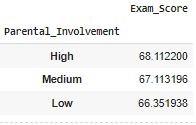 Exam_Score
Parental_Involvement
High 68.112200
Medium 67.113196
Low 66.351938